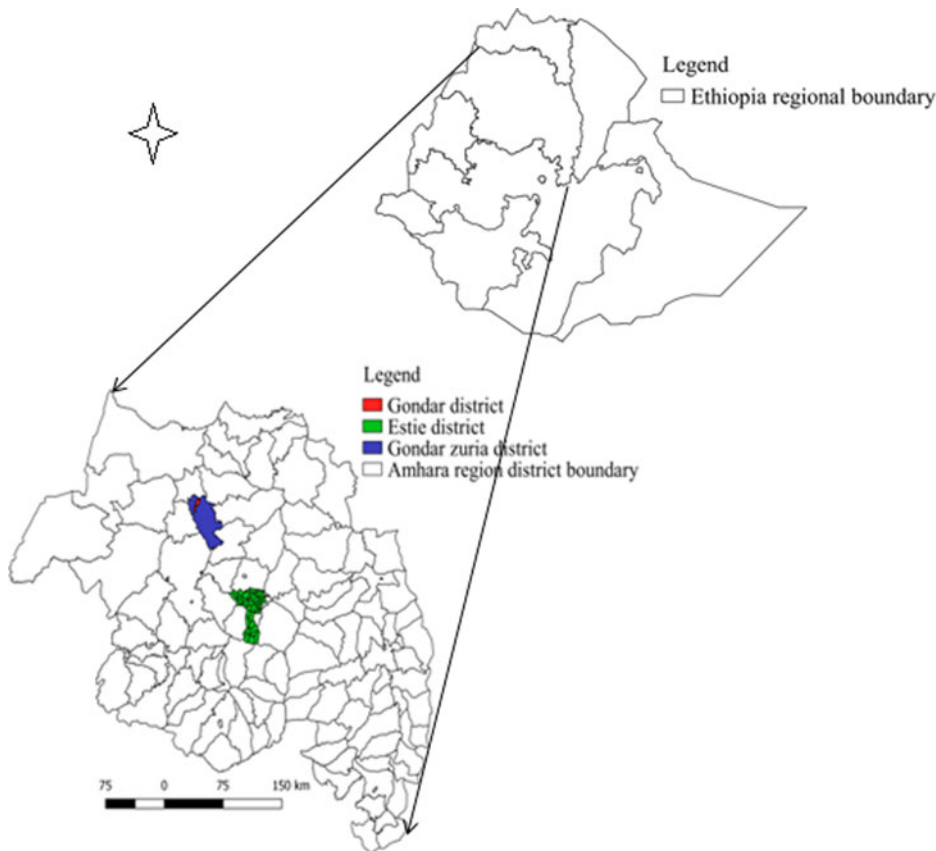 Legend
Ethiopia regional boundary
Legend
Gondar district
Estie district
Gondar zuria district
Amhara region district boundary
75 0 75 150 km